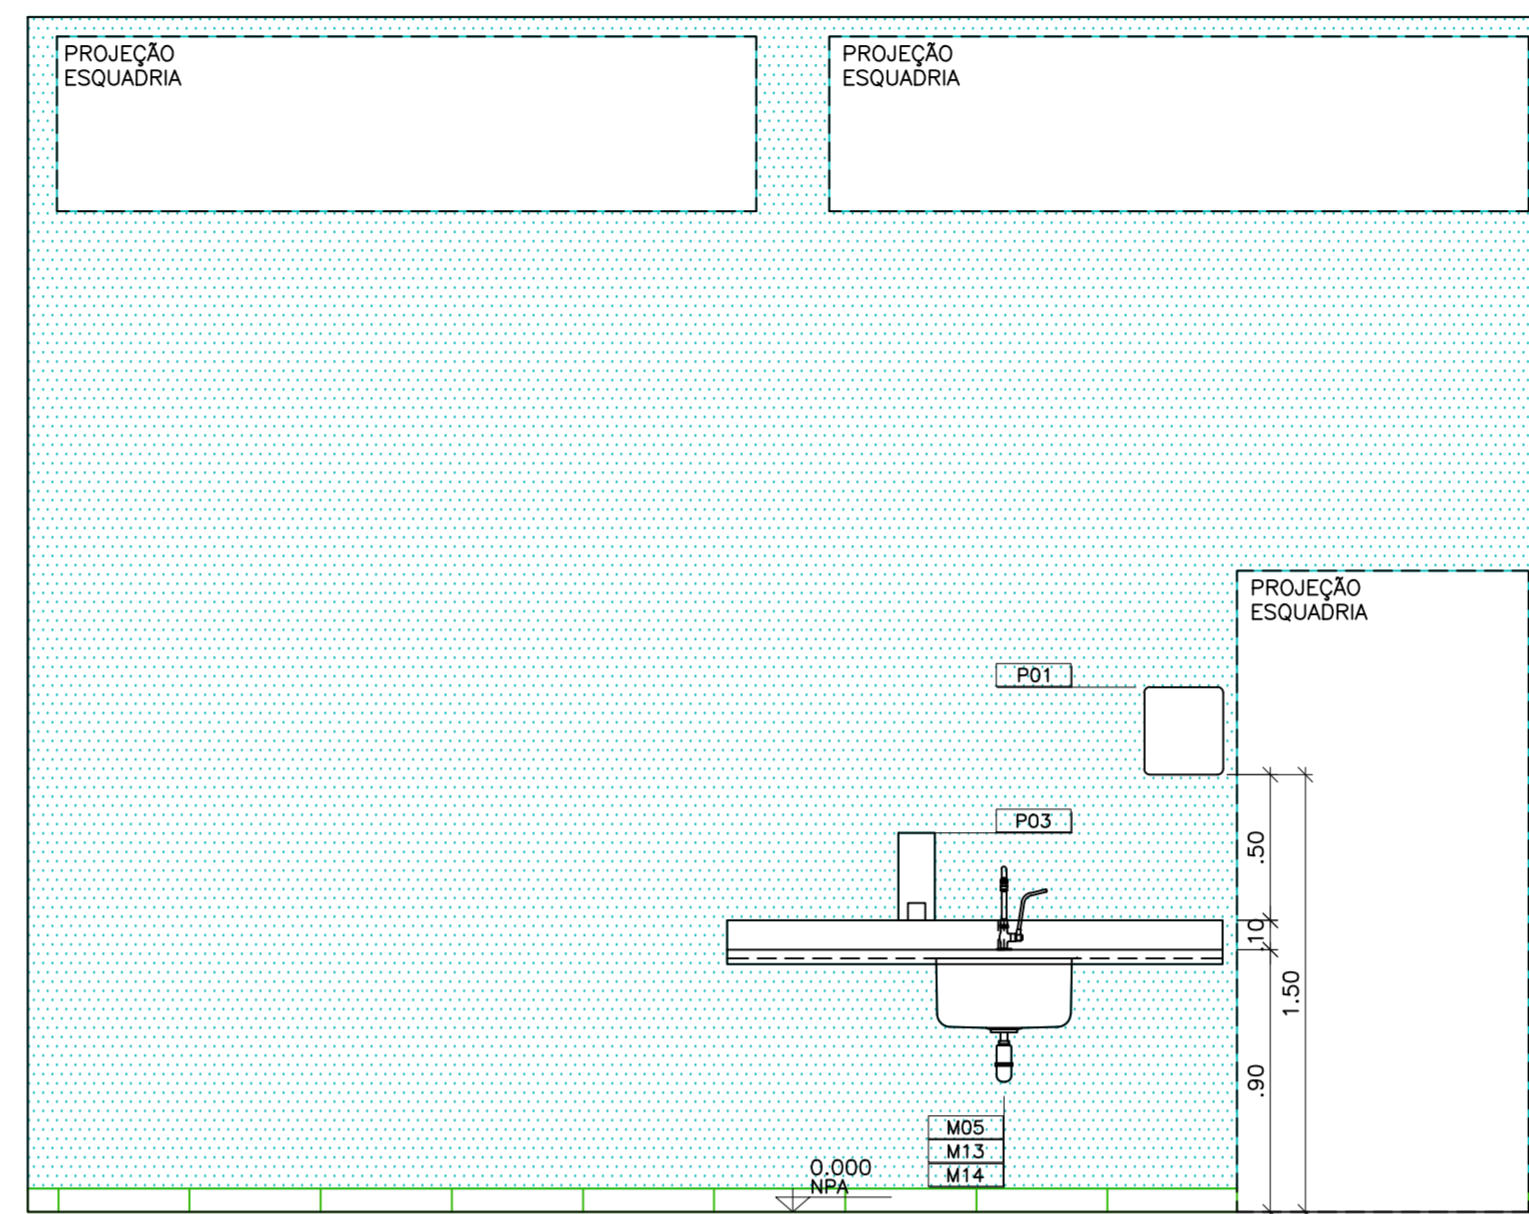 PROJEÇÃO
ESQUADRIA
PROJEÇÃO
ESQUADRIA
PROJEÇÃO
ESQUADRIA
P01
P03
.50
.10
1.50
.90
M05
M13
M14
0.000
NPA